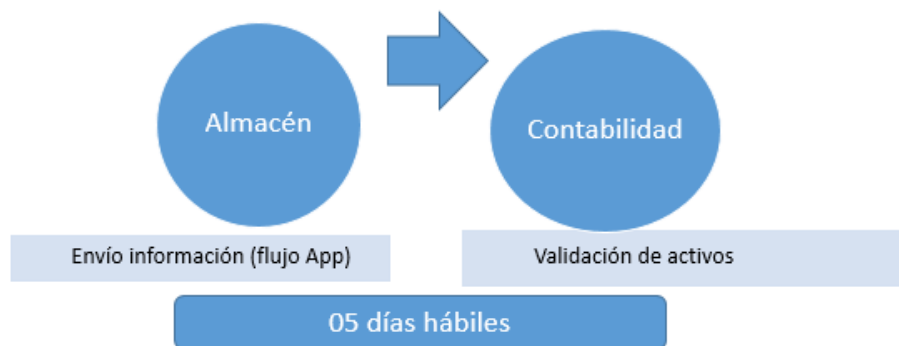 Almacén
Contabilidad
Envío información (flujo App)
Validación de activos
05 días hábiles